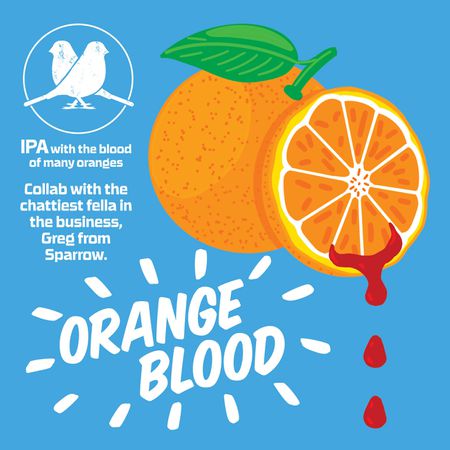 IPA with the blood
of many oranges
Collab with the
chattiest fella in
the business,
Greg from
Sparrow.
ORANGE
BLOOD